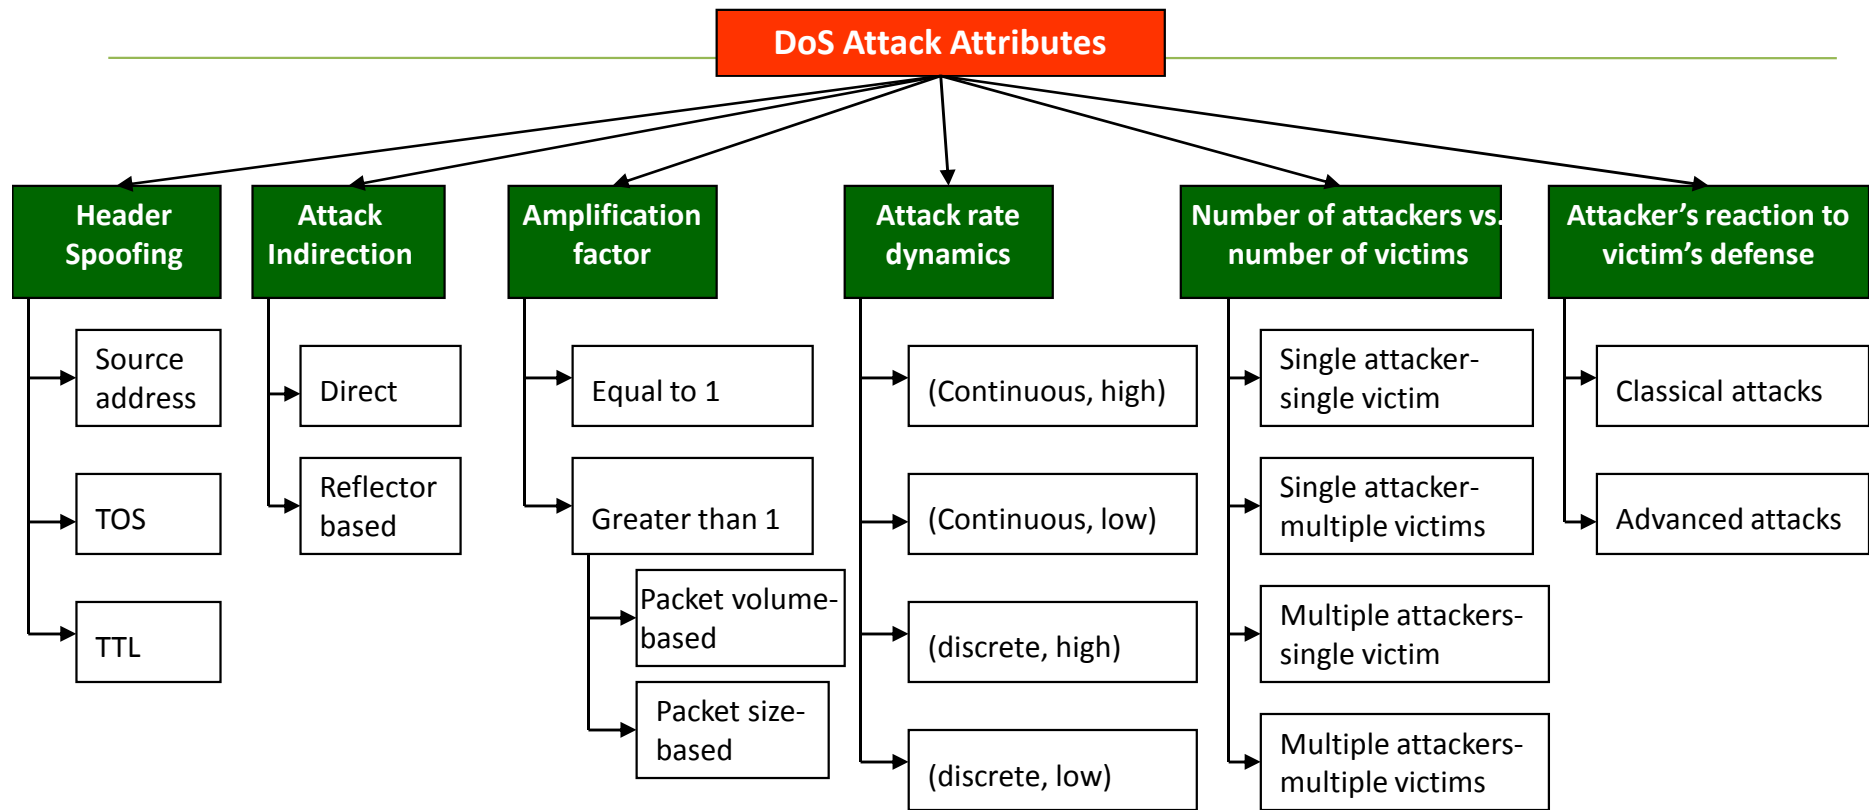 DoS Attack Attributes
Header
Spoofing
Source
address
TOS
TTL
Attack
Indirection
Direct
Reflector
based
Amplification
factor
Equal to 1
Greater than 1
Packet volume-
based
Packet size-
based
Attack rate
dynamics
(Continuous, high)
(Continuous, low)
(discrete, high)
(discrete, low)
Number of attackers vs.
number of victims
Single attacker-
single victim
Single attacker-
multiple victims
Multiple attackers-
single victim
Multiple attackers-
multiple victims
Attacker’s reaction to
victim’s defense
Classical attacks
Advanced attacks